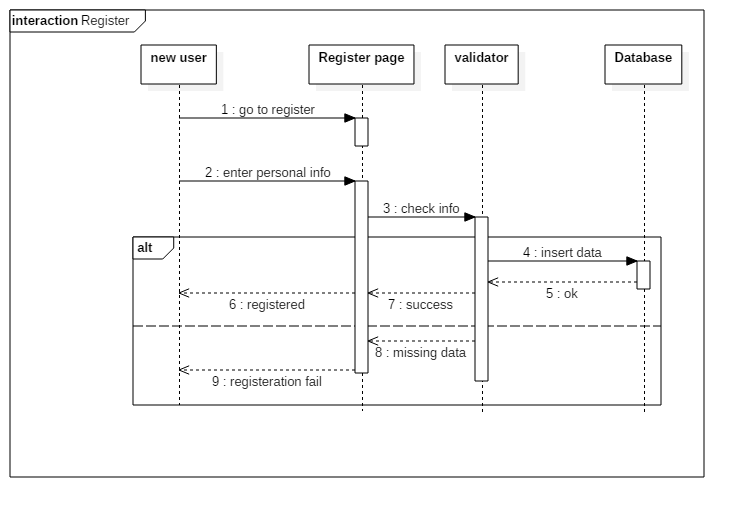 interaction Register
new user
Register page
validator
Database
1 : go to register
2 : enter personal info
3 : check info
alt
4 : insert data
5 : ok
6 : registered
7 : success
8 : missing data
9 : registeration fail